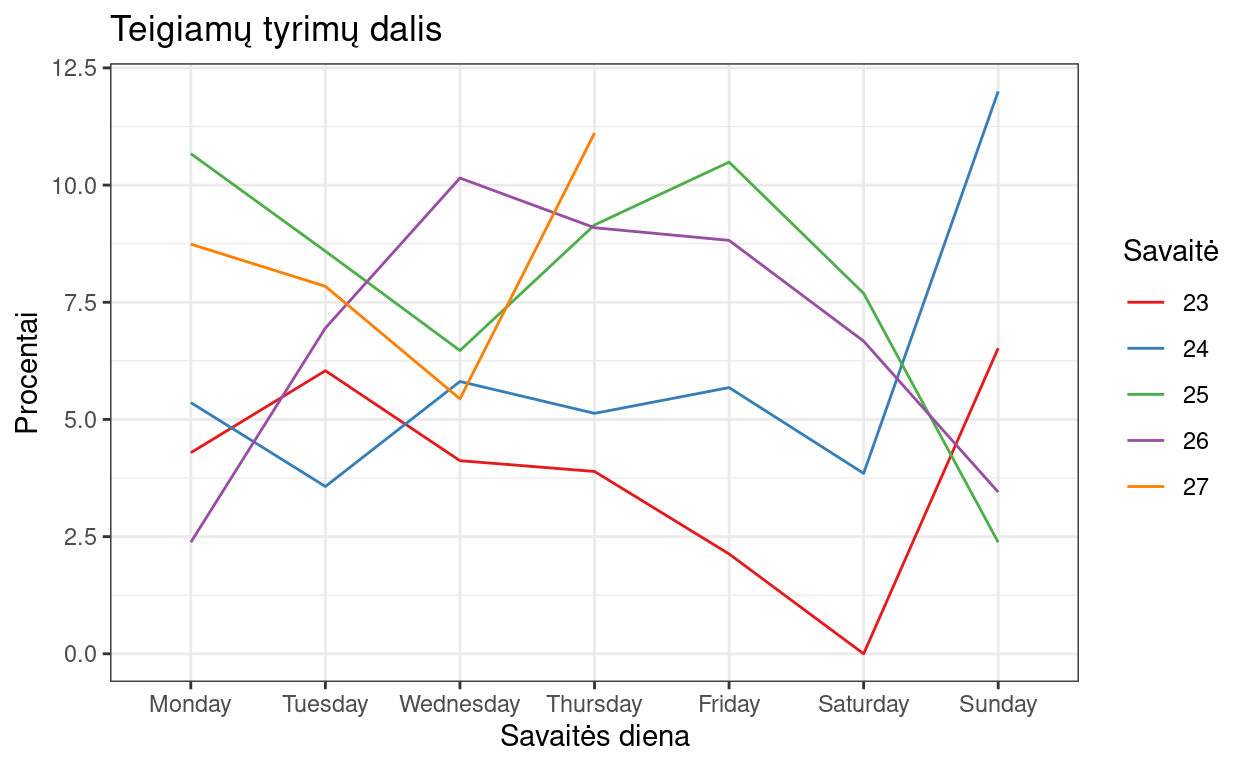 Teigiamų tyrimų dalis
Procentai
12.5
10.0
7.5
5.0
2.5
0.0
Monday Tuesday Wednesday Thursday Friday Saturday Sunday
Savaitės diena
Savaitė
23
24
25
26
27